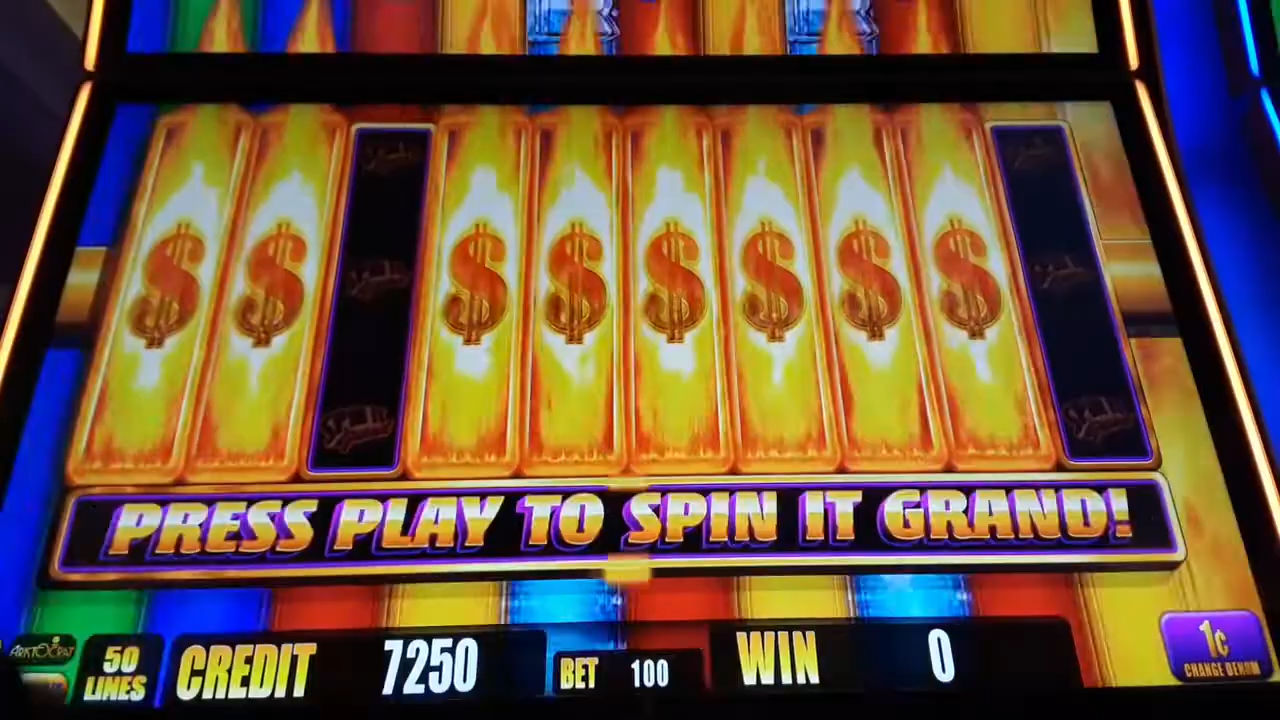 $ $ $ $ $ $ $ $
PRESS PLAY TO SPIN IT GRAND!
ARISTOCRAT
50
LINES
CREDIT 7250
BET 100
WIN 0
1¢
CHANGE DENOM